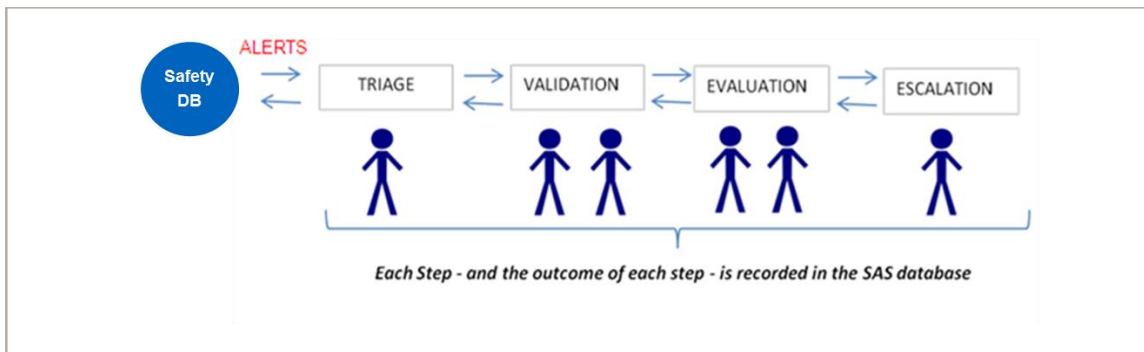 ALERTS
Safety
DB
TRIAGE
VALIDATION
EVALUATION
ESCALATION
Each Step - and the outcome of each step - is recorded in the SAS database